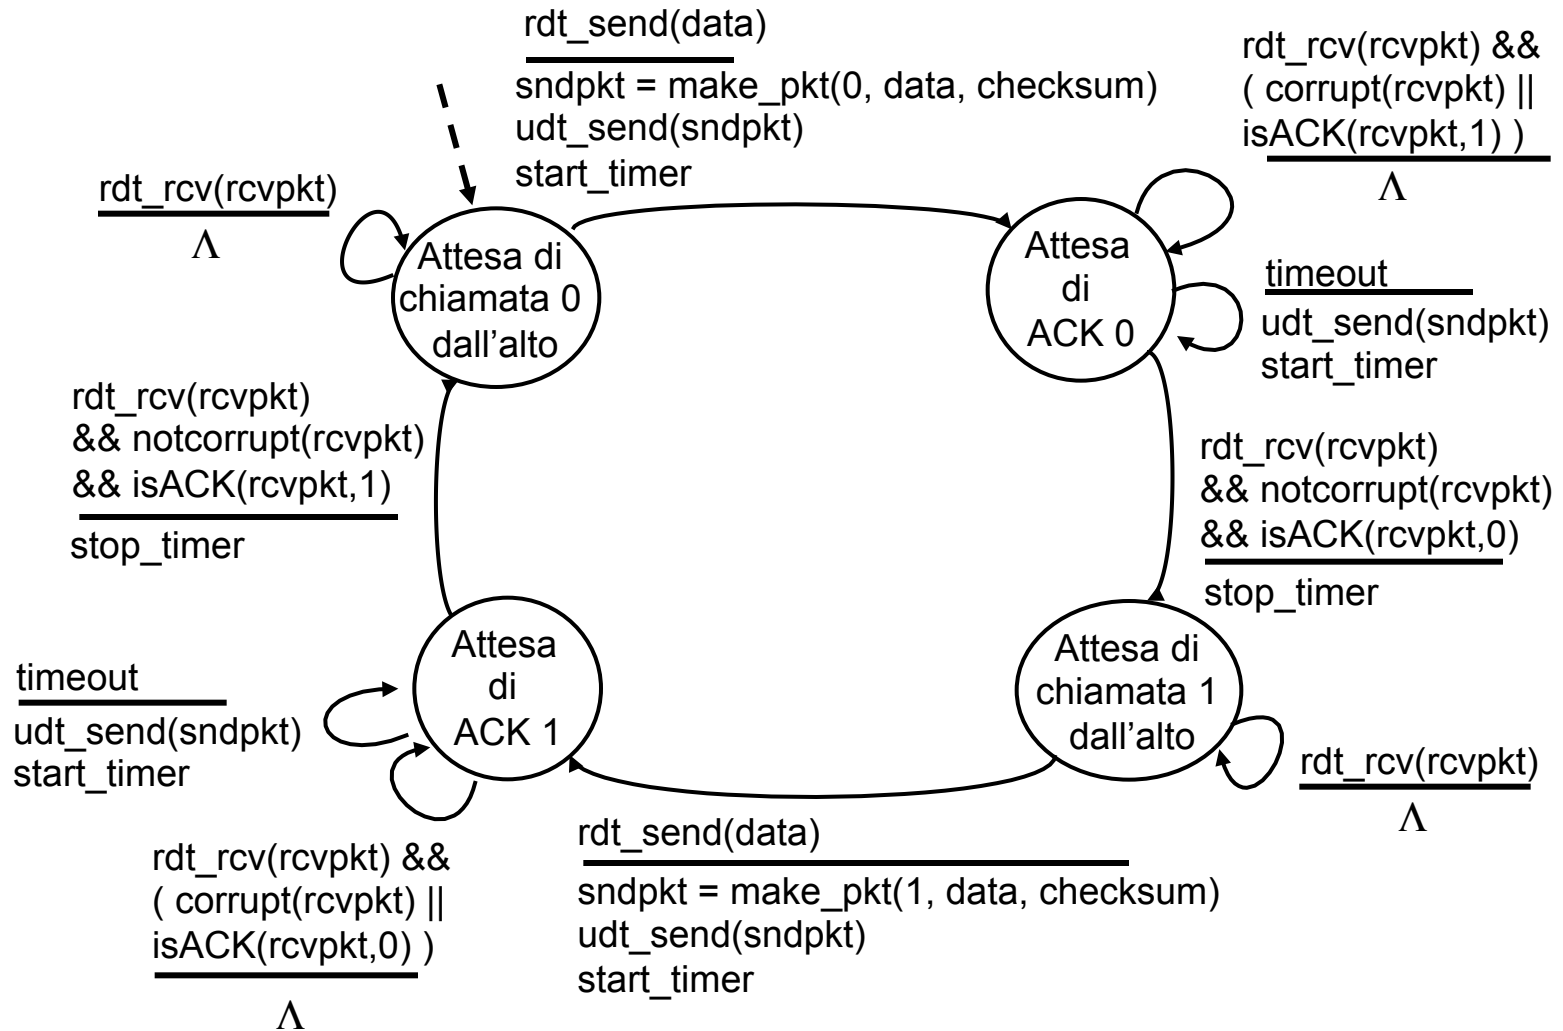 rdt_send(data)
sndpkt = make_pkt(0, data, checksum)
udt_send(sndpkt)
start_timer
rdt_rcv(rcvpkt) &&
( corrupt(rcvpkt) ||
isACK(rcvpkt,1) )
Λ
rdt_rcv(rcvpkt)
Λ
Attesa di
chiamata 0
dall’alto
Attesa
di
ACK 0
timeout
udt_send(sndpkt)
start_timer
rdt_rcv(rcvpkt)
&& notcorrupt(rcvpkt)
&& isACK(rcvpkt,1)
stop_timer
rdt_rcv(rcvpkt)
&& notcorrupt(rcvpkt)
&& isACK(rcvpkt,0)
stop_timer
Attesa
di
ACK 1
Attesa di
chiamata 1
dall’alto
timeout
udt_send(sndpkt)
start_timer
rdt_rcv(rcvpkt)
Λ
rdt_rcv(rcvpkt) &&
( corrupt(rcvpkt) ||
isACK(rcvpkt,0) )
Λ
rdt_send(data)
sndpkt = make_pkt(1, data, checksum)
udt_send(sndpkt)
start_timer